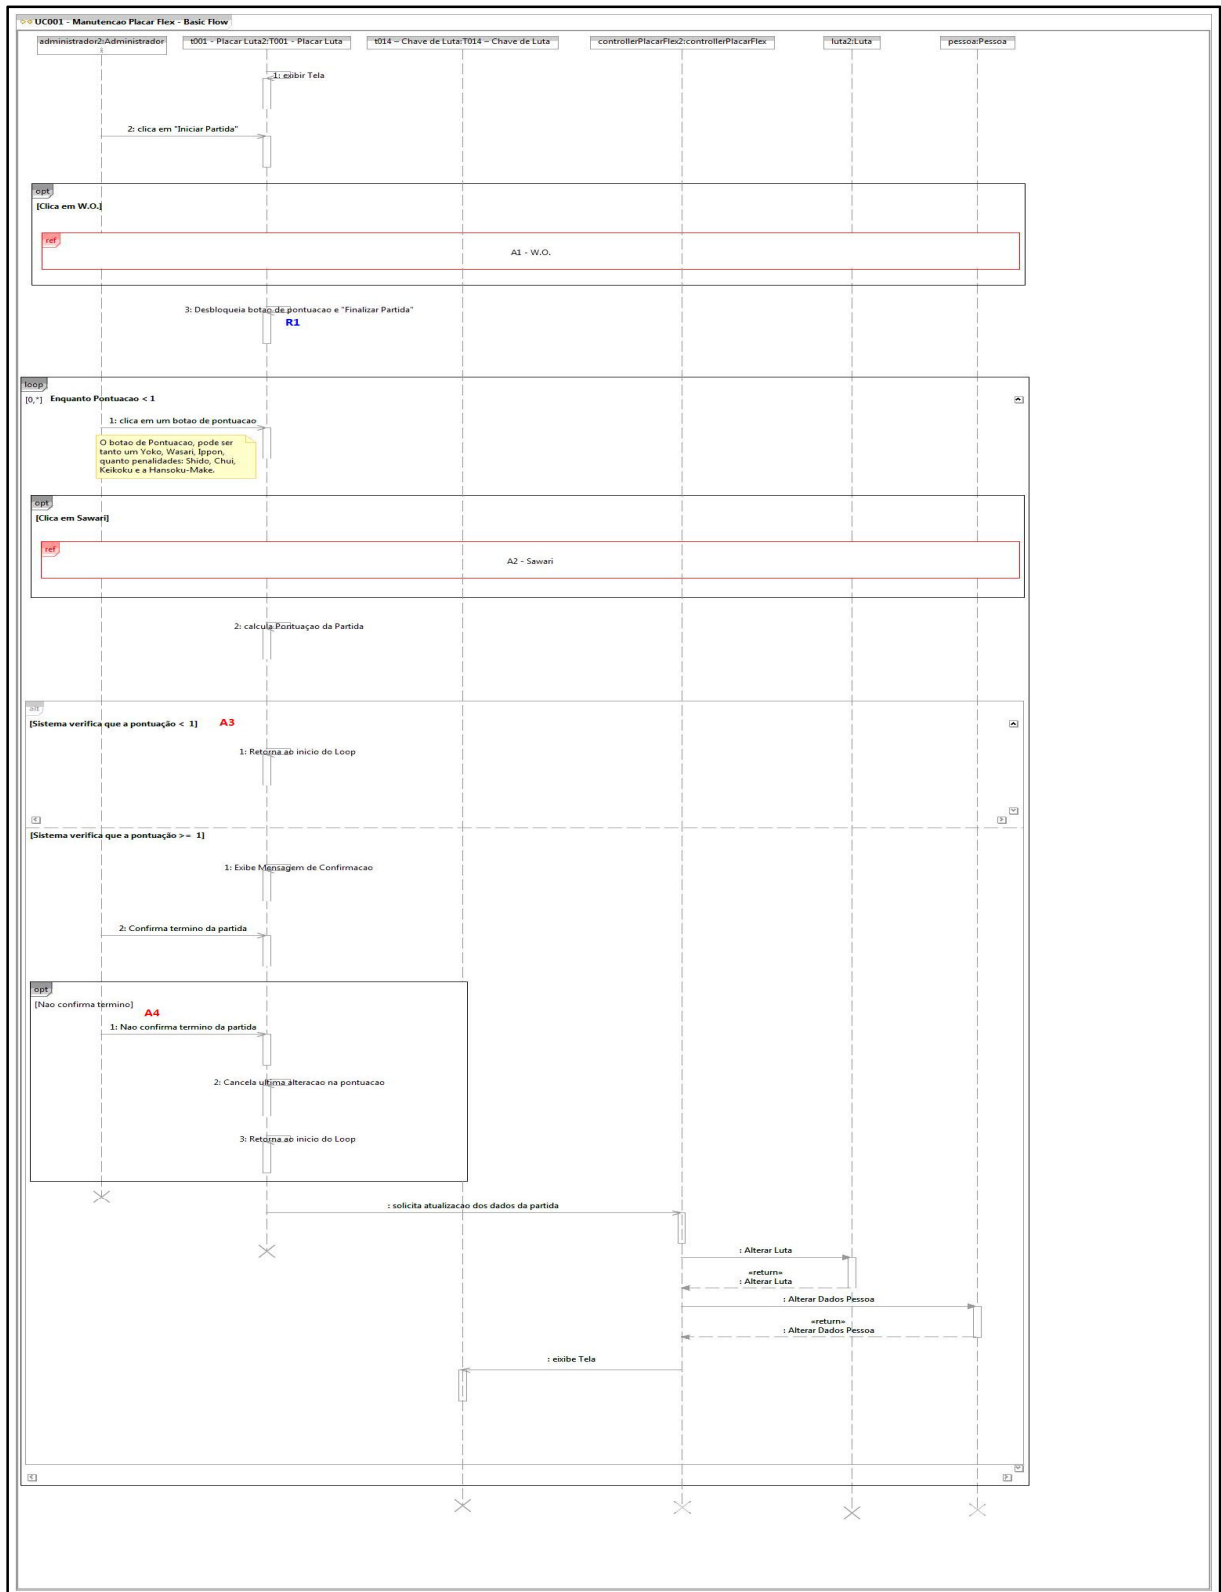 UC001 - Manutencao Placar Flex - Basic Flow
administrador2:Administrador
t001 - Placar Luta2:T001 - Placar Luta
t014 – Chave de Luta:T014 – Chave de Luta
controllerPlacarFlex2:controllerPlacarFlex
luta2:Luta
pessoa:Pessoa
1: exibir Tela
2: clica em "Iniciar Partida"
opt
[Clica em W.O.]
ref
A1 - W.O.
3: Desbloqueia botao de pontuacao e "Finalizar Partida"
R1
loop
[0,*] Enquanto Pontuacao < 1
1: clica em um botao de pontuacao
O botao de Pontuacao, pode ser
tanto um Yoko, Wasari, Ippon,
quanto penalidades: Shido, Chui,
Keikoku e a Hansoku-Make.
opt
[Clica em Sawari]
ref
A2 - Sawari
2: calcula Pontuaçao da Partida
alt
[Sistema verifica que a pontuação < 1]
A3
1: Retorna ao inicio do Loop
[Sistema verifica que a pontuação >= 1]
1: Exibe Mensagem de Confirmacao
2: Confirma termino da partida
opt
[Nao confirma termino]
A4
1: Nao confirma termino da partida
2: Cancela ultima alteracao na pontuacao
3: Retorna ao inicio do Loop
: solicita atualizacao dos dados da partida
: Alterar Luta
«return»
: Alterar Luta
: Alterar Dados Pessoa
«return»
: Alterar Dados Pessoa
: eixibe Tela